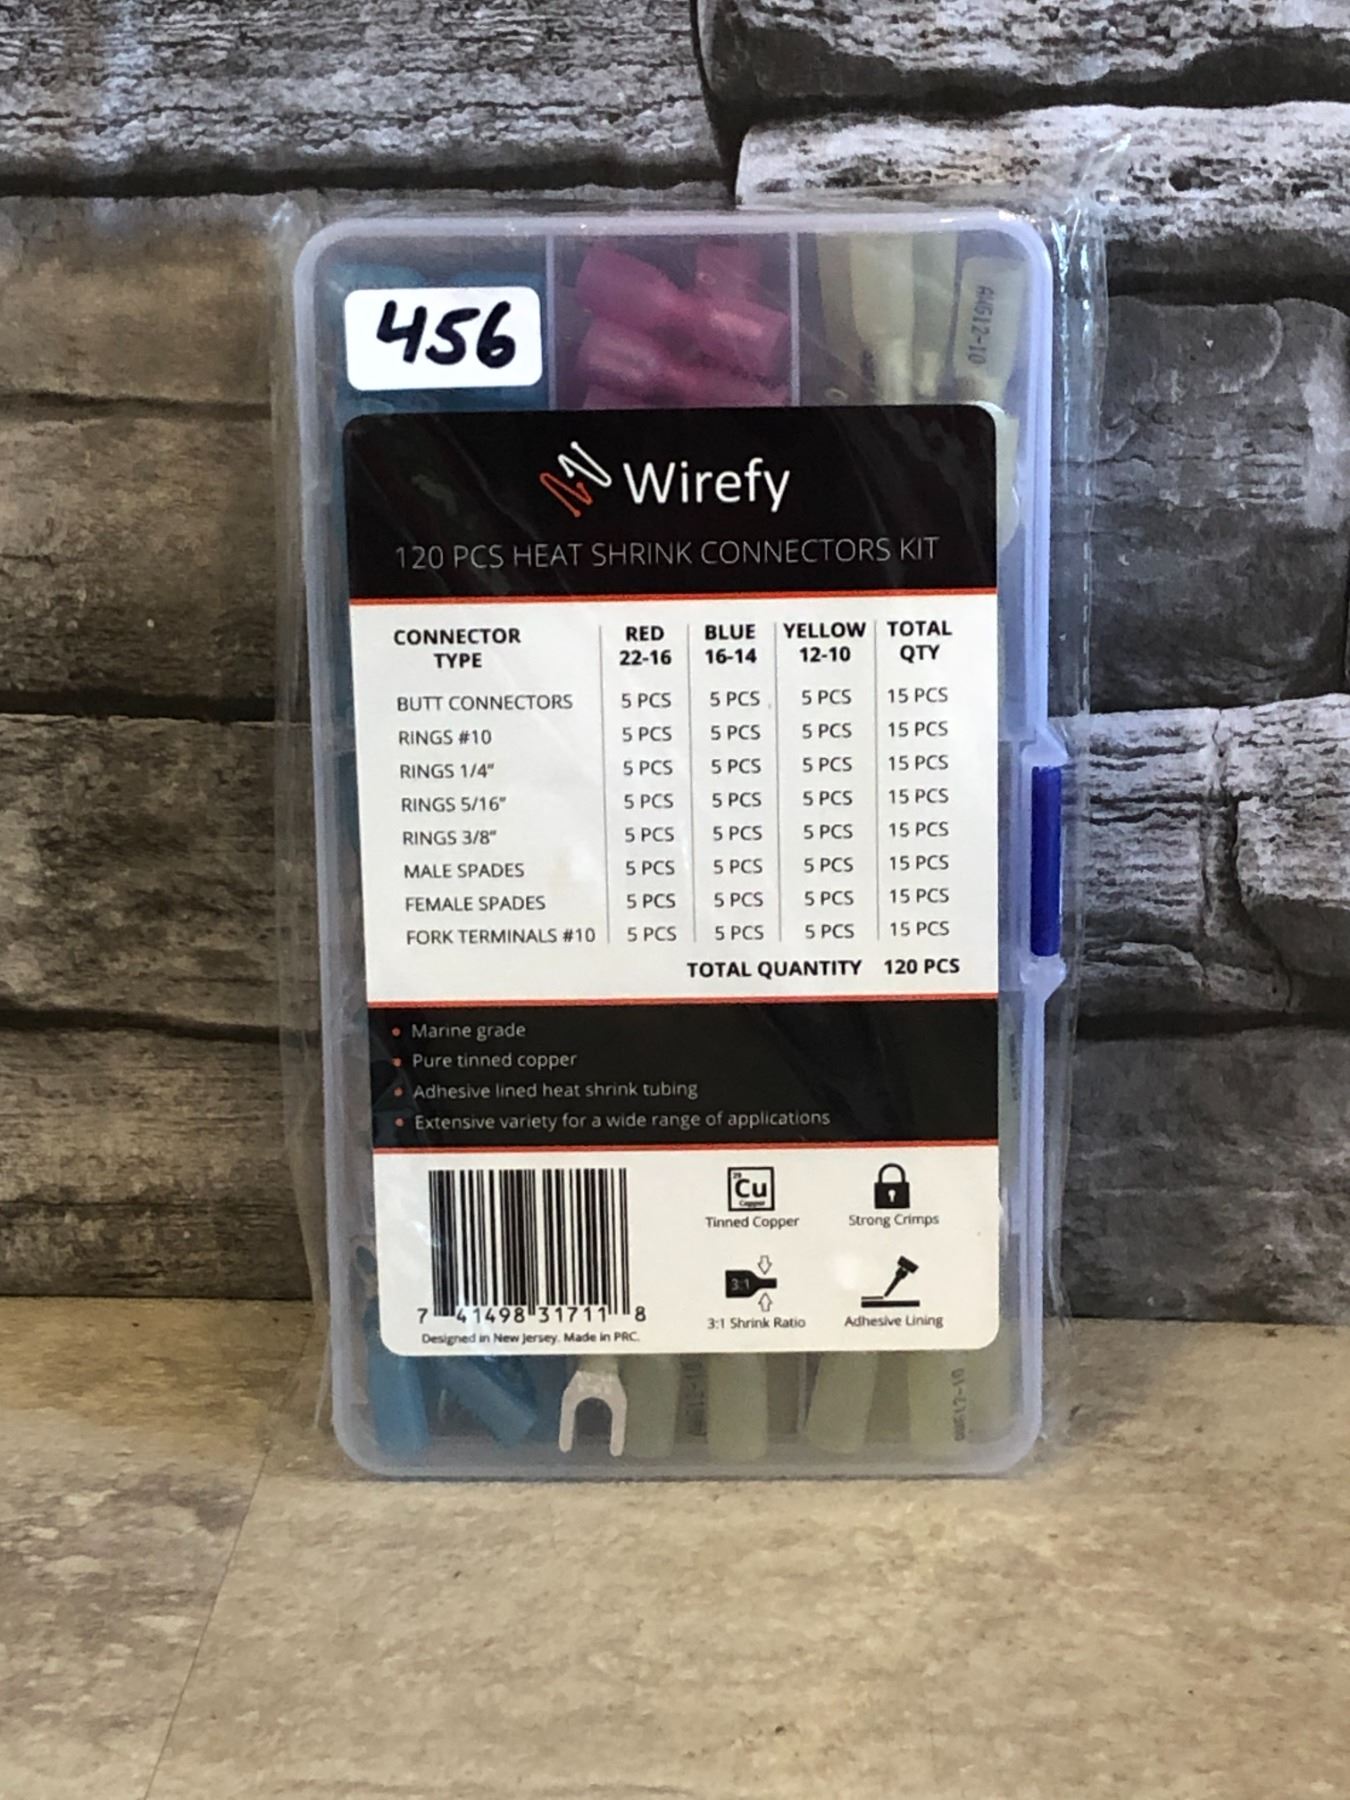 456
AWG12-10
Wirefy
120 PCS HEAT SHRINK CONNECTORS KIT
CONNECTOR TYPE RED 22-16 BLUE 16-14 YELLOW 12-10 TOTAL QTY
BUTT CONNECTORS 5 PCS 5 PCS 5 PCS 15 PCS
RINGS #10 5 PCS 5 PCS 5 PCS 15 PCS
RINGS 1/4" 5 PCS 5 PCS 5 PCS 15 PCS
RINGS 5/16" 5 PCS 5 PCS 5 PCS 15 PCS
RINGS 3/8" 5 PCS 5 PCS 5 PCS 15 PCS
MALE SPADES 5 PCS 5 PCS 5 PCS 15 PCS
FEMALE SPADES 5 PCS 5 PCS 5 PCS 15 PCS
FORK TERMINALS #10 5 PCS 5 PCS 5 PCS 15 PCS
TOTAL QUANTITY 120 PCS
• Marine grade
• Pure tinned copper
• Adhesive lined heat shrink tubing
• Extensive variety for a wide range of applications
29
Cu
Copper
Tinned Copper
Strong Crimps
3:1
3:1 Shrink Ratio
Adhesive Lining
7 41498 31711 8
Designed in New Jersey. Made in PRC.